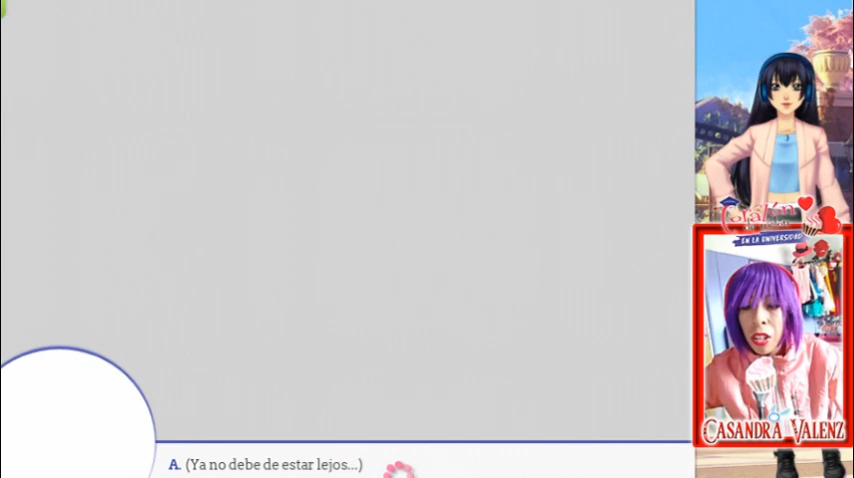 Corazón
EN LA UNIVERSIDAD
CASANDRA VALENZ
A. (Ya no debe de estar lejos...)